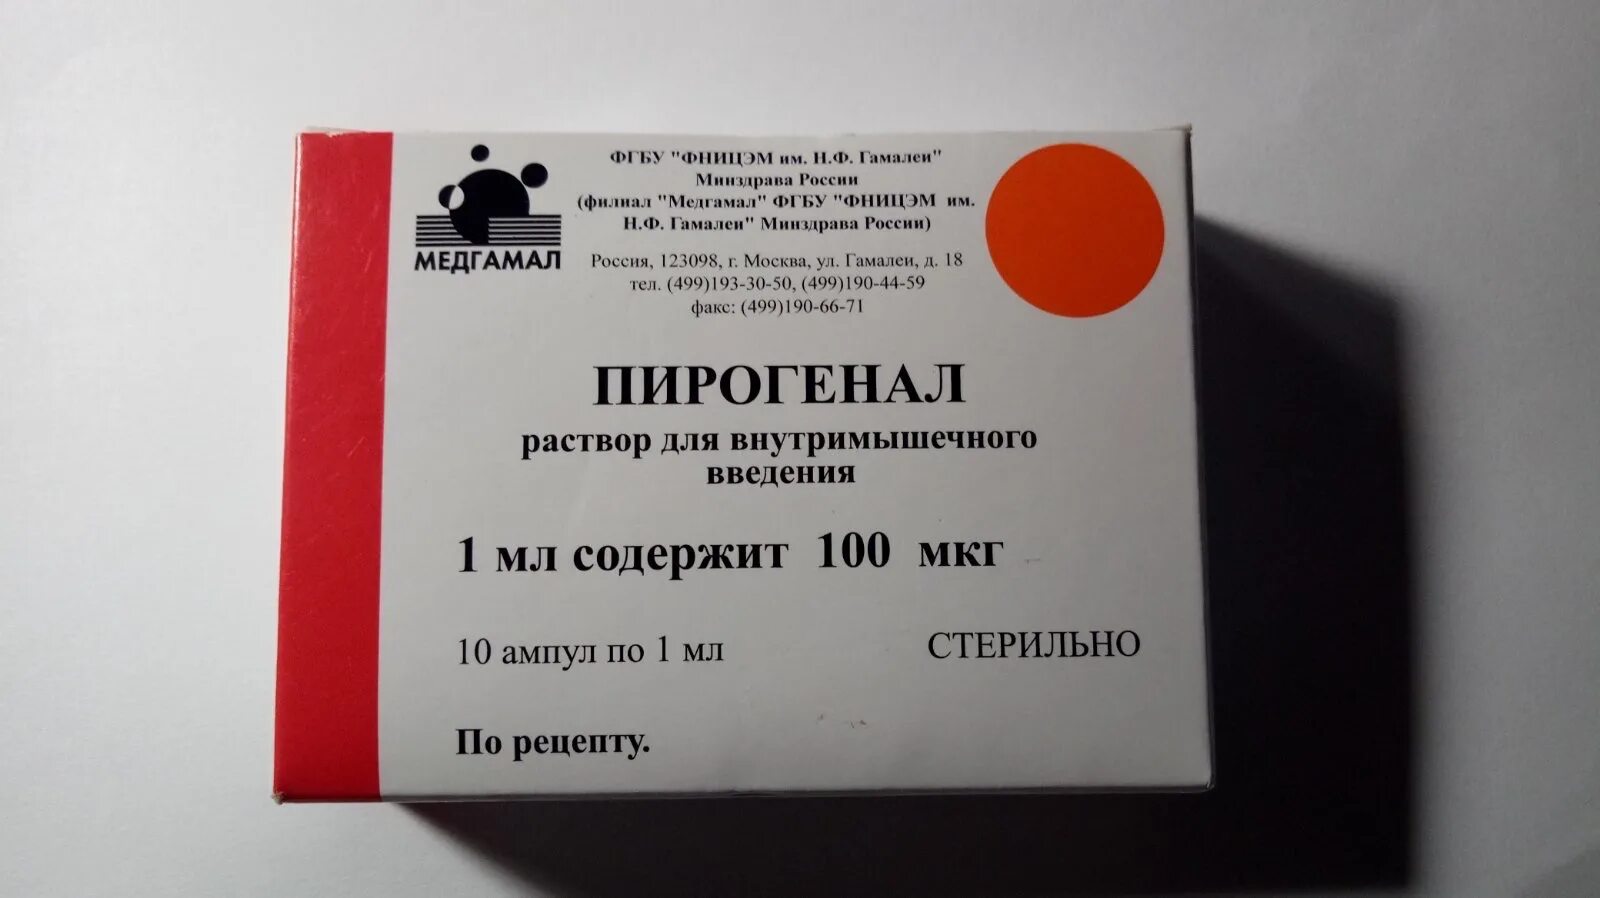 МЕДГАМАЛ
ФГБУ "ФНИЦЭМ им. Н.Ф. Гамалеи"
Минздрава России
(филиал "Медгамал" ФГБУ "ФНИЦЭМ им.
Н.Ф. Гамалеи" Минздрава России)
Россия, 123098, г. Москва, ул. Гамалеи, д. 18
тел. (499)193-30-50, (499)190-44-59
факс: (499)190-66-71
ПИРОГЕНАЛ
раствор для внутримышечного
введения
1 мл содержит 100 мкг
10 ампул по 1 мл СТЕРИЛЬНО
По рецепту.